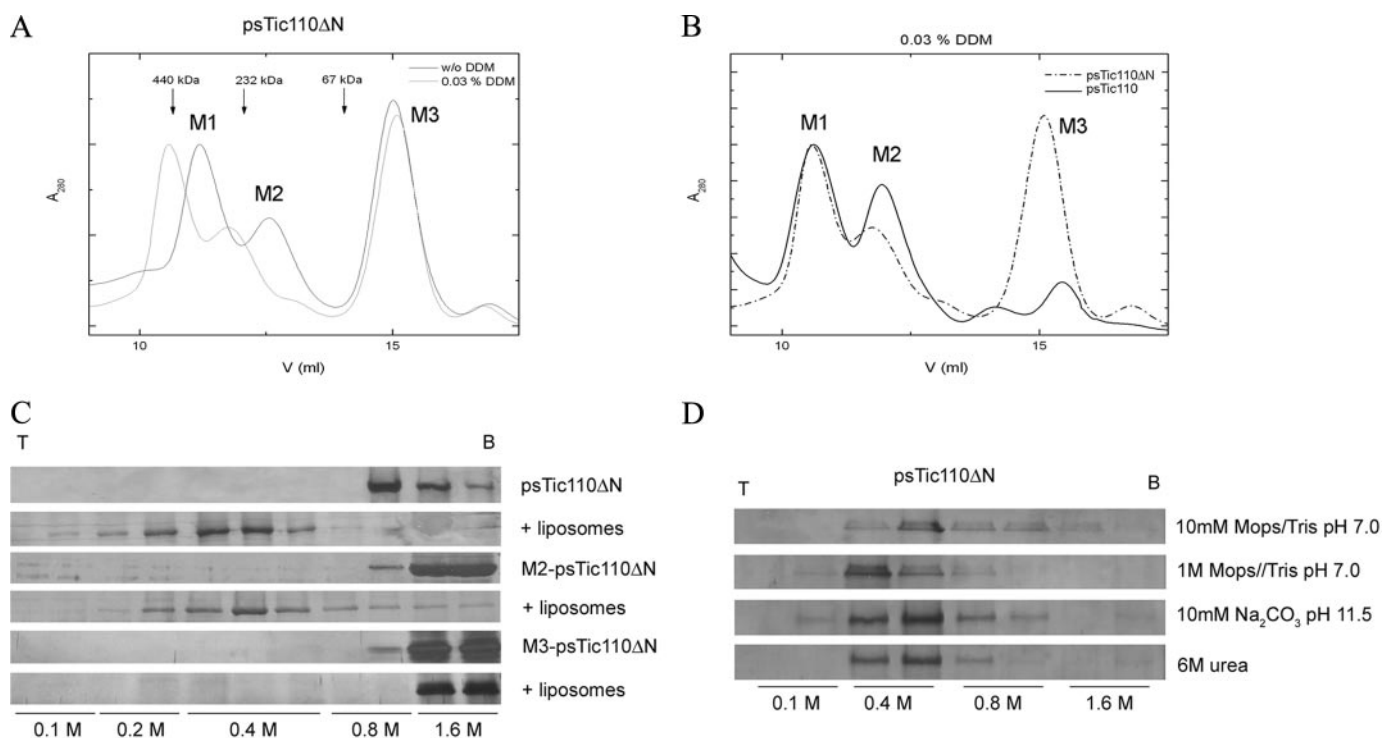 A
psTic110ΔN
440 kDa
232 kDa
67 kDa
w/o DDM
0.03 % DDM
M1
M2
M3
A280
10
15
V (ml)
B
0.03 % DDM
psTic110ΔN
psTic110
M1
M2
M3
A280
10
15
V (ml)
C
T
B
psTic110ΔN
+ liposomes
M2-psTic110ΔN
+ liposomes
M3-psTic110ΔN
+ liposomes
0.1 M
0.2 M
0.4 M
0.8 M
1.6 M
D
psTic110ΔN
T
B
10mM Mops/Tris pH 7.0
1M Mops//Tris pH 7.0
10mM Na₂CO₃ pH 11.5
6M urea
0.1 M
0.4 M
0.8 M
1.6 M